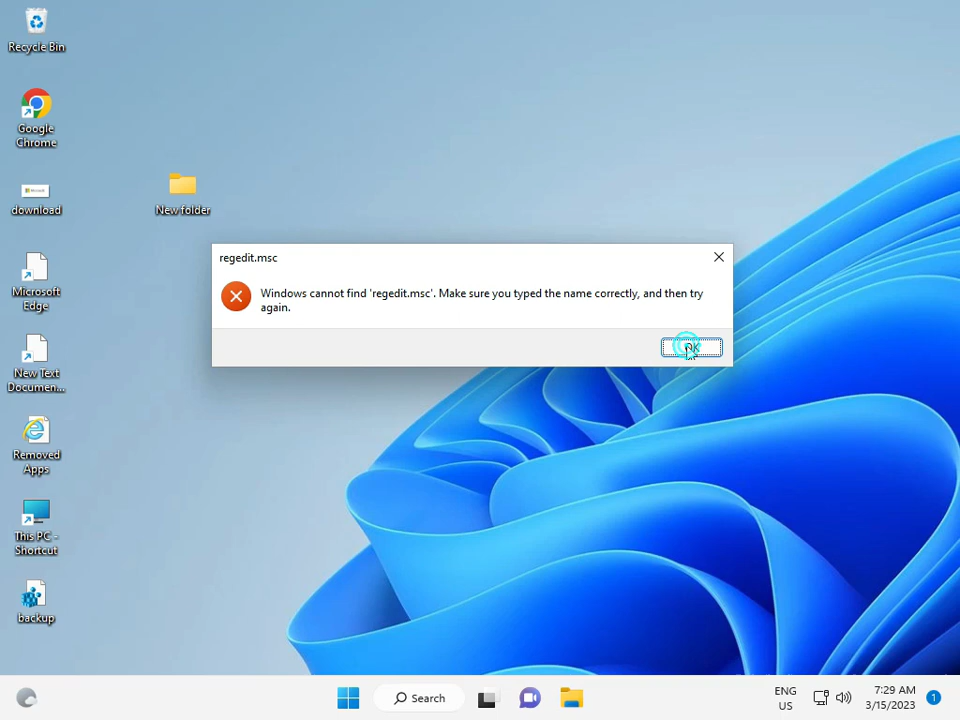 Recycle Bin
Google
Chrome
download
New folder
Microsoft
Edge
New Text
Documen...
Removed
Apps
This PC -
Shortcut
backup
regedit.msc
Windows cannot find 'regedit.msc'. Make sure you typed the name correctly, and then try
again.
OK
Search
ENG
US
7:29 AM
3/15/2023
1